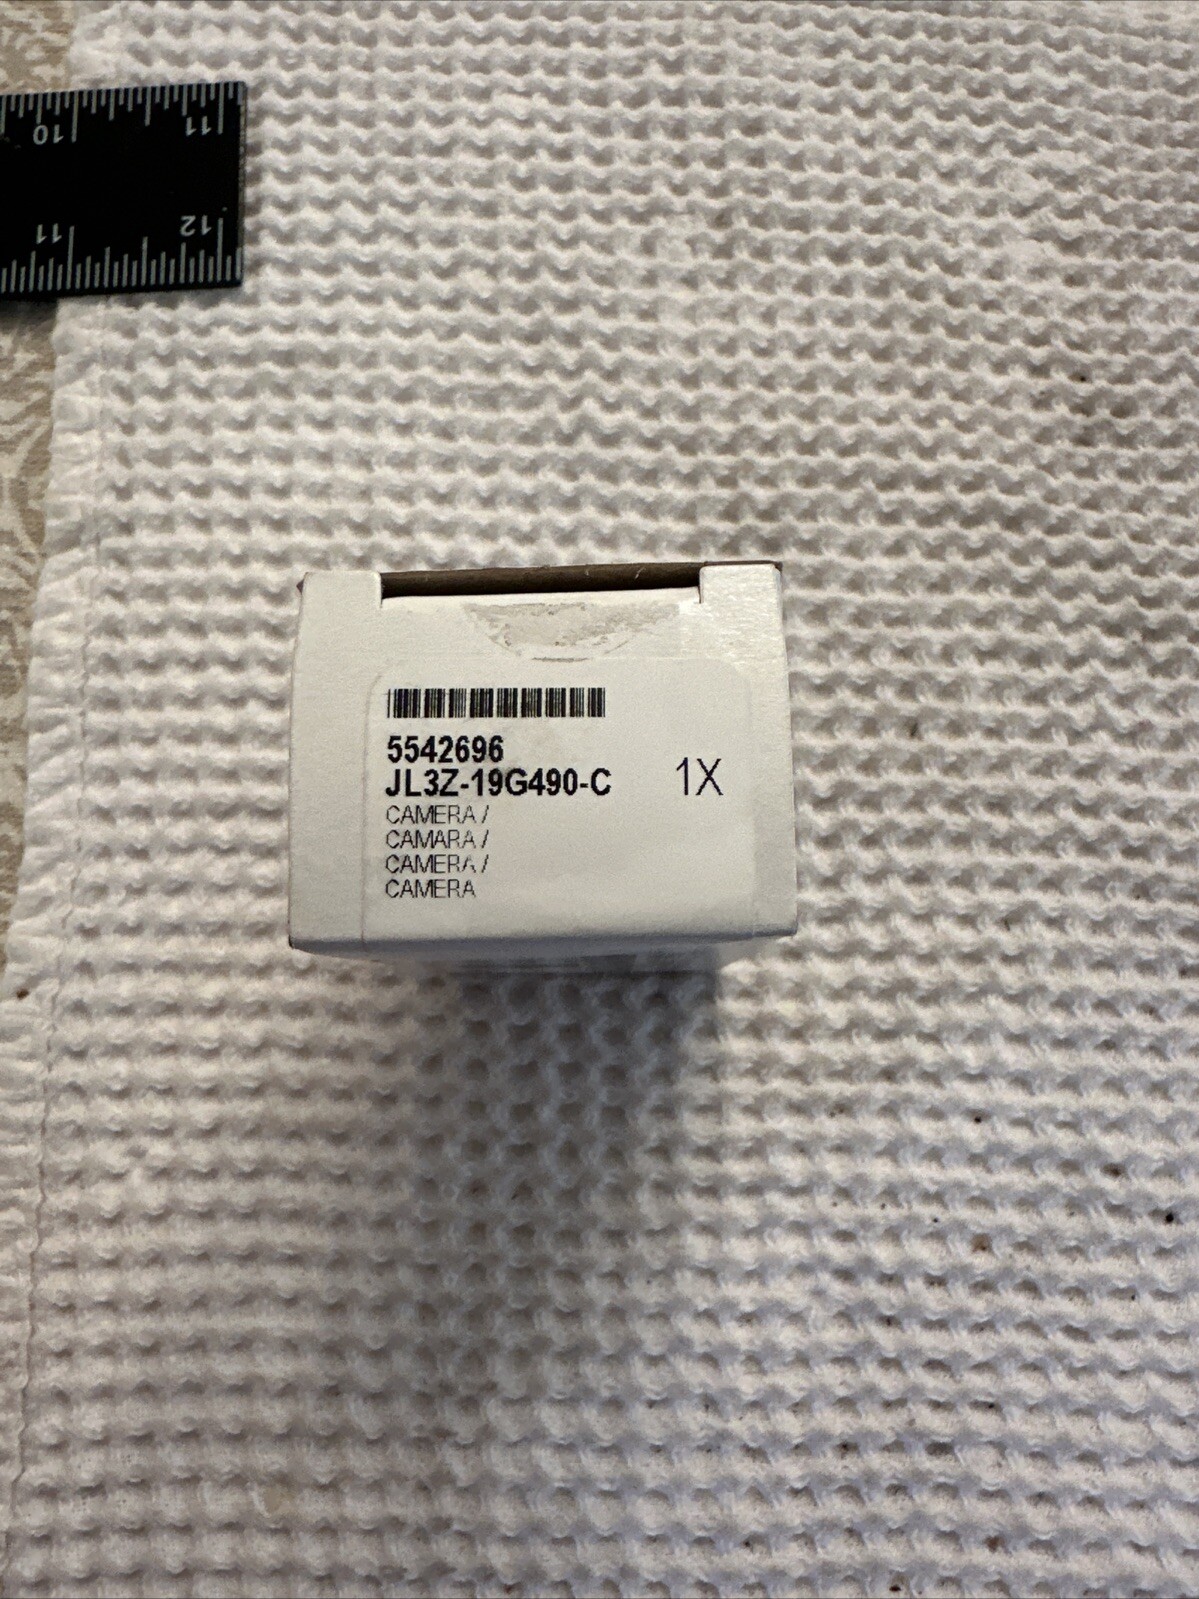 10 11
11 12
5542696
JL3Z-19G490-C 1X
CAMERA /
CAMARA /
CAMERA /
CAMERA